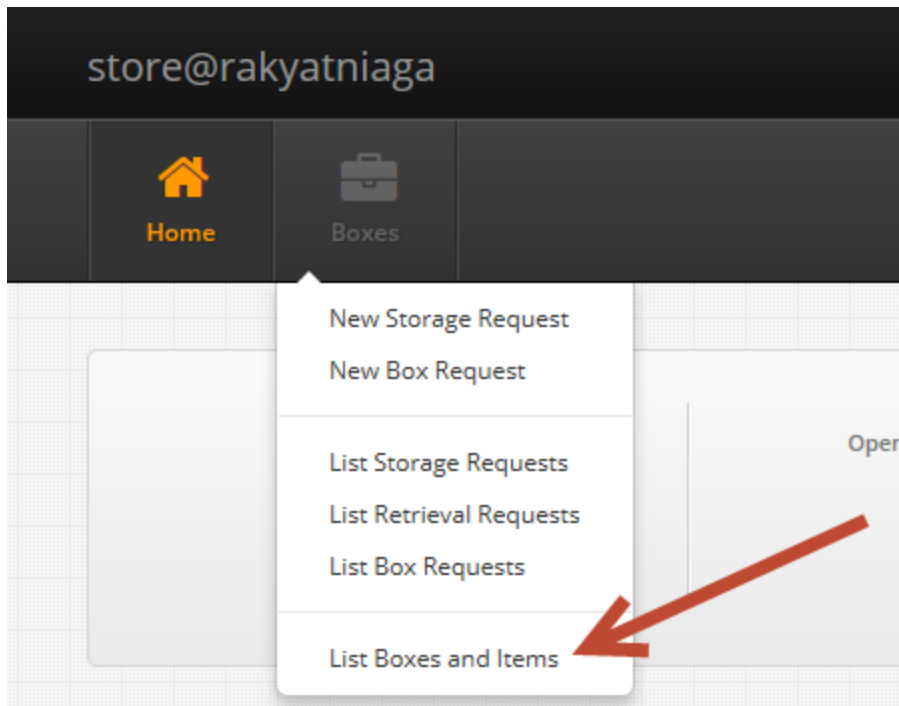 store@rakyatniaga
Home
Boxes
New Storage Request
New Box Request
Oper
List Storage Requests
List Retrieval Requests
List Box Requests
List Boxes and Items